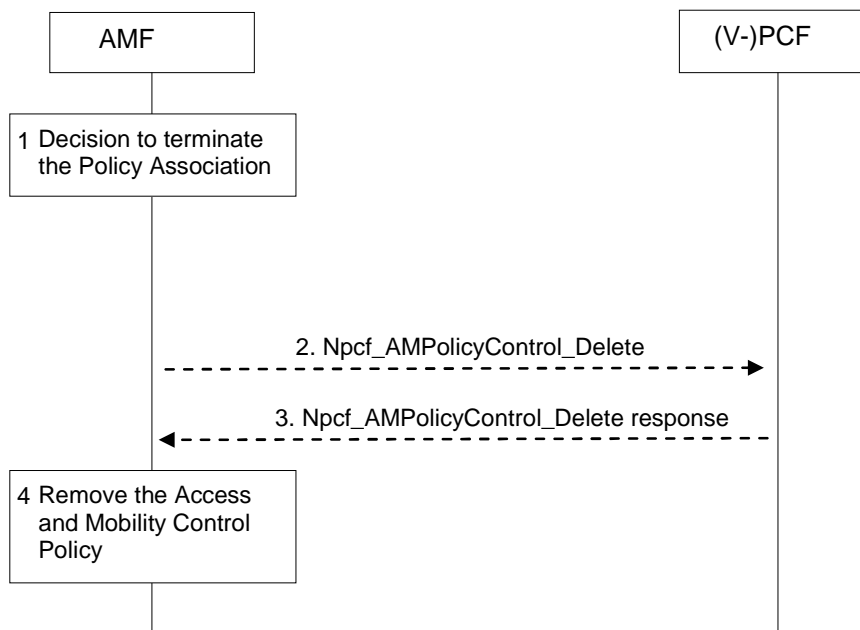 AMF
(V-)PCF
1 Decision to terminate
the Policy Association
2. Npcf_AMPolicyControl_Delete
3. Npcf_AMPolicyControl_Delete response
4 Remove the Access
and Mobility Control
Policy